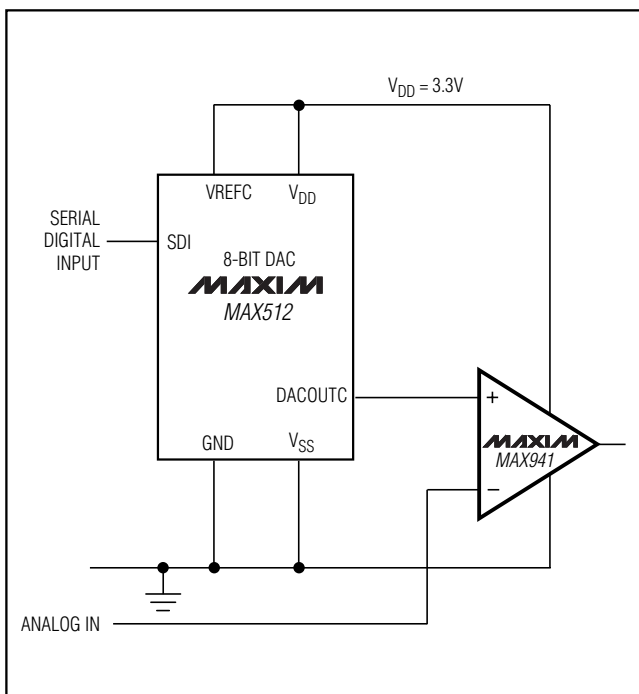 V_DD = 3.3V
VREFC
V_DD
SERIAL
DIGITAL
INPUT
SDI
8-BIT DAC
MAXIM
MAX512
DACOUTC
GND
V_SS
+
MAXIM
MAX941
−
ANALOG IN